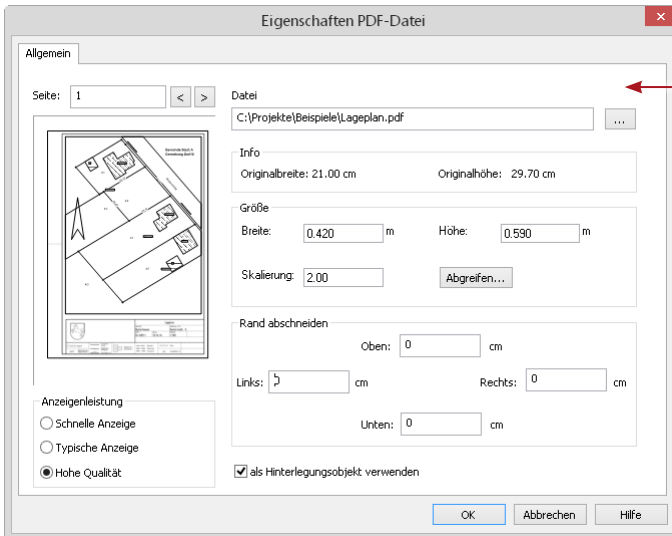 Eigenschaften PDF-Datei
Allgemein
Seite: 1 < >
Datei
C:\Projekte\Beispiele\Lageplan.pdf ...
Info
Originalbreite: 21.00 cm Originalhöhe: 29.70 cm
Größe
Breite: 0.420 m Höhe: 0.590 m
Skalierung: 2.00 Abgreifen...
Rand abschneiden
Oben: 0 cm
Links: cm Rechts: 0 cm
Unten: 0 cm
Anzeigenleistung
Schnelle Anzeige
Typische Anzeige
Hohe Qualität
als Hinterlegungsobjekt verwenden
OK Abbrechen Hilfe